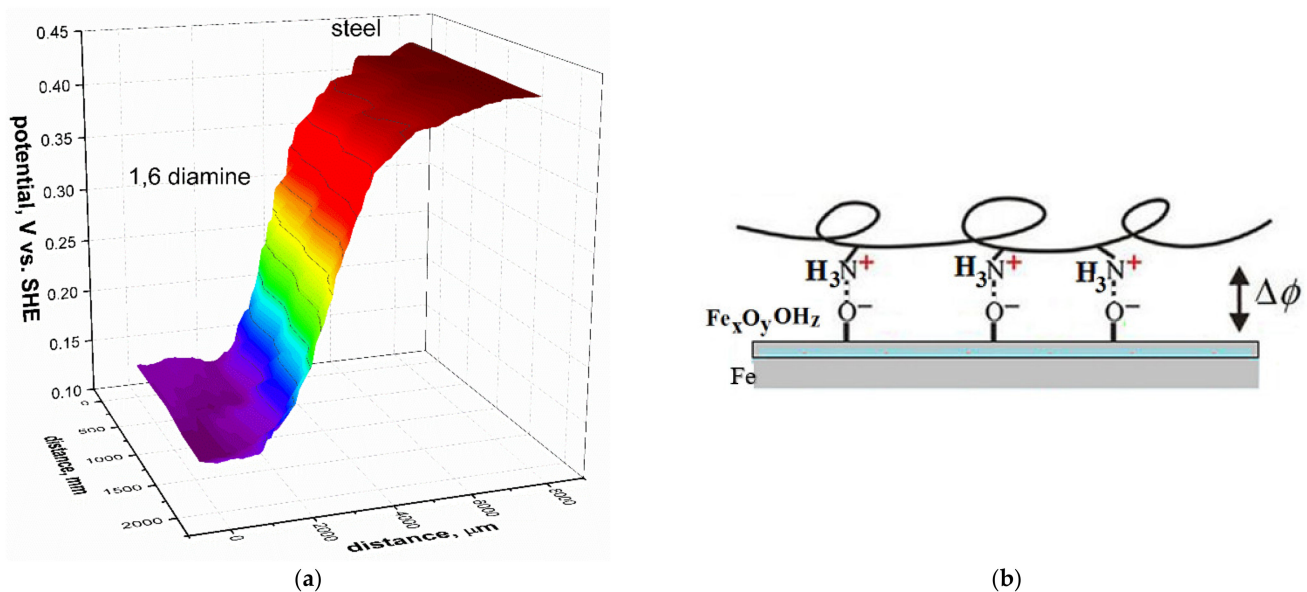 0.45
0.40
0.35
0.30
0.25
0.20
0.15
0.10
potential, V vs. SHE
steel
1,6 diamine
0
500
1000
1500
2000
distance, mm
0
2000
4000
6000
8000
distance, μm
(a)
H₃N⁺ H₃N⁺ H₃N⁺
O⁻ O⁻ O⁻
Δϕ
FeₓOᵧOH_z
Fe
(b)